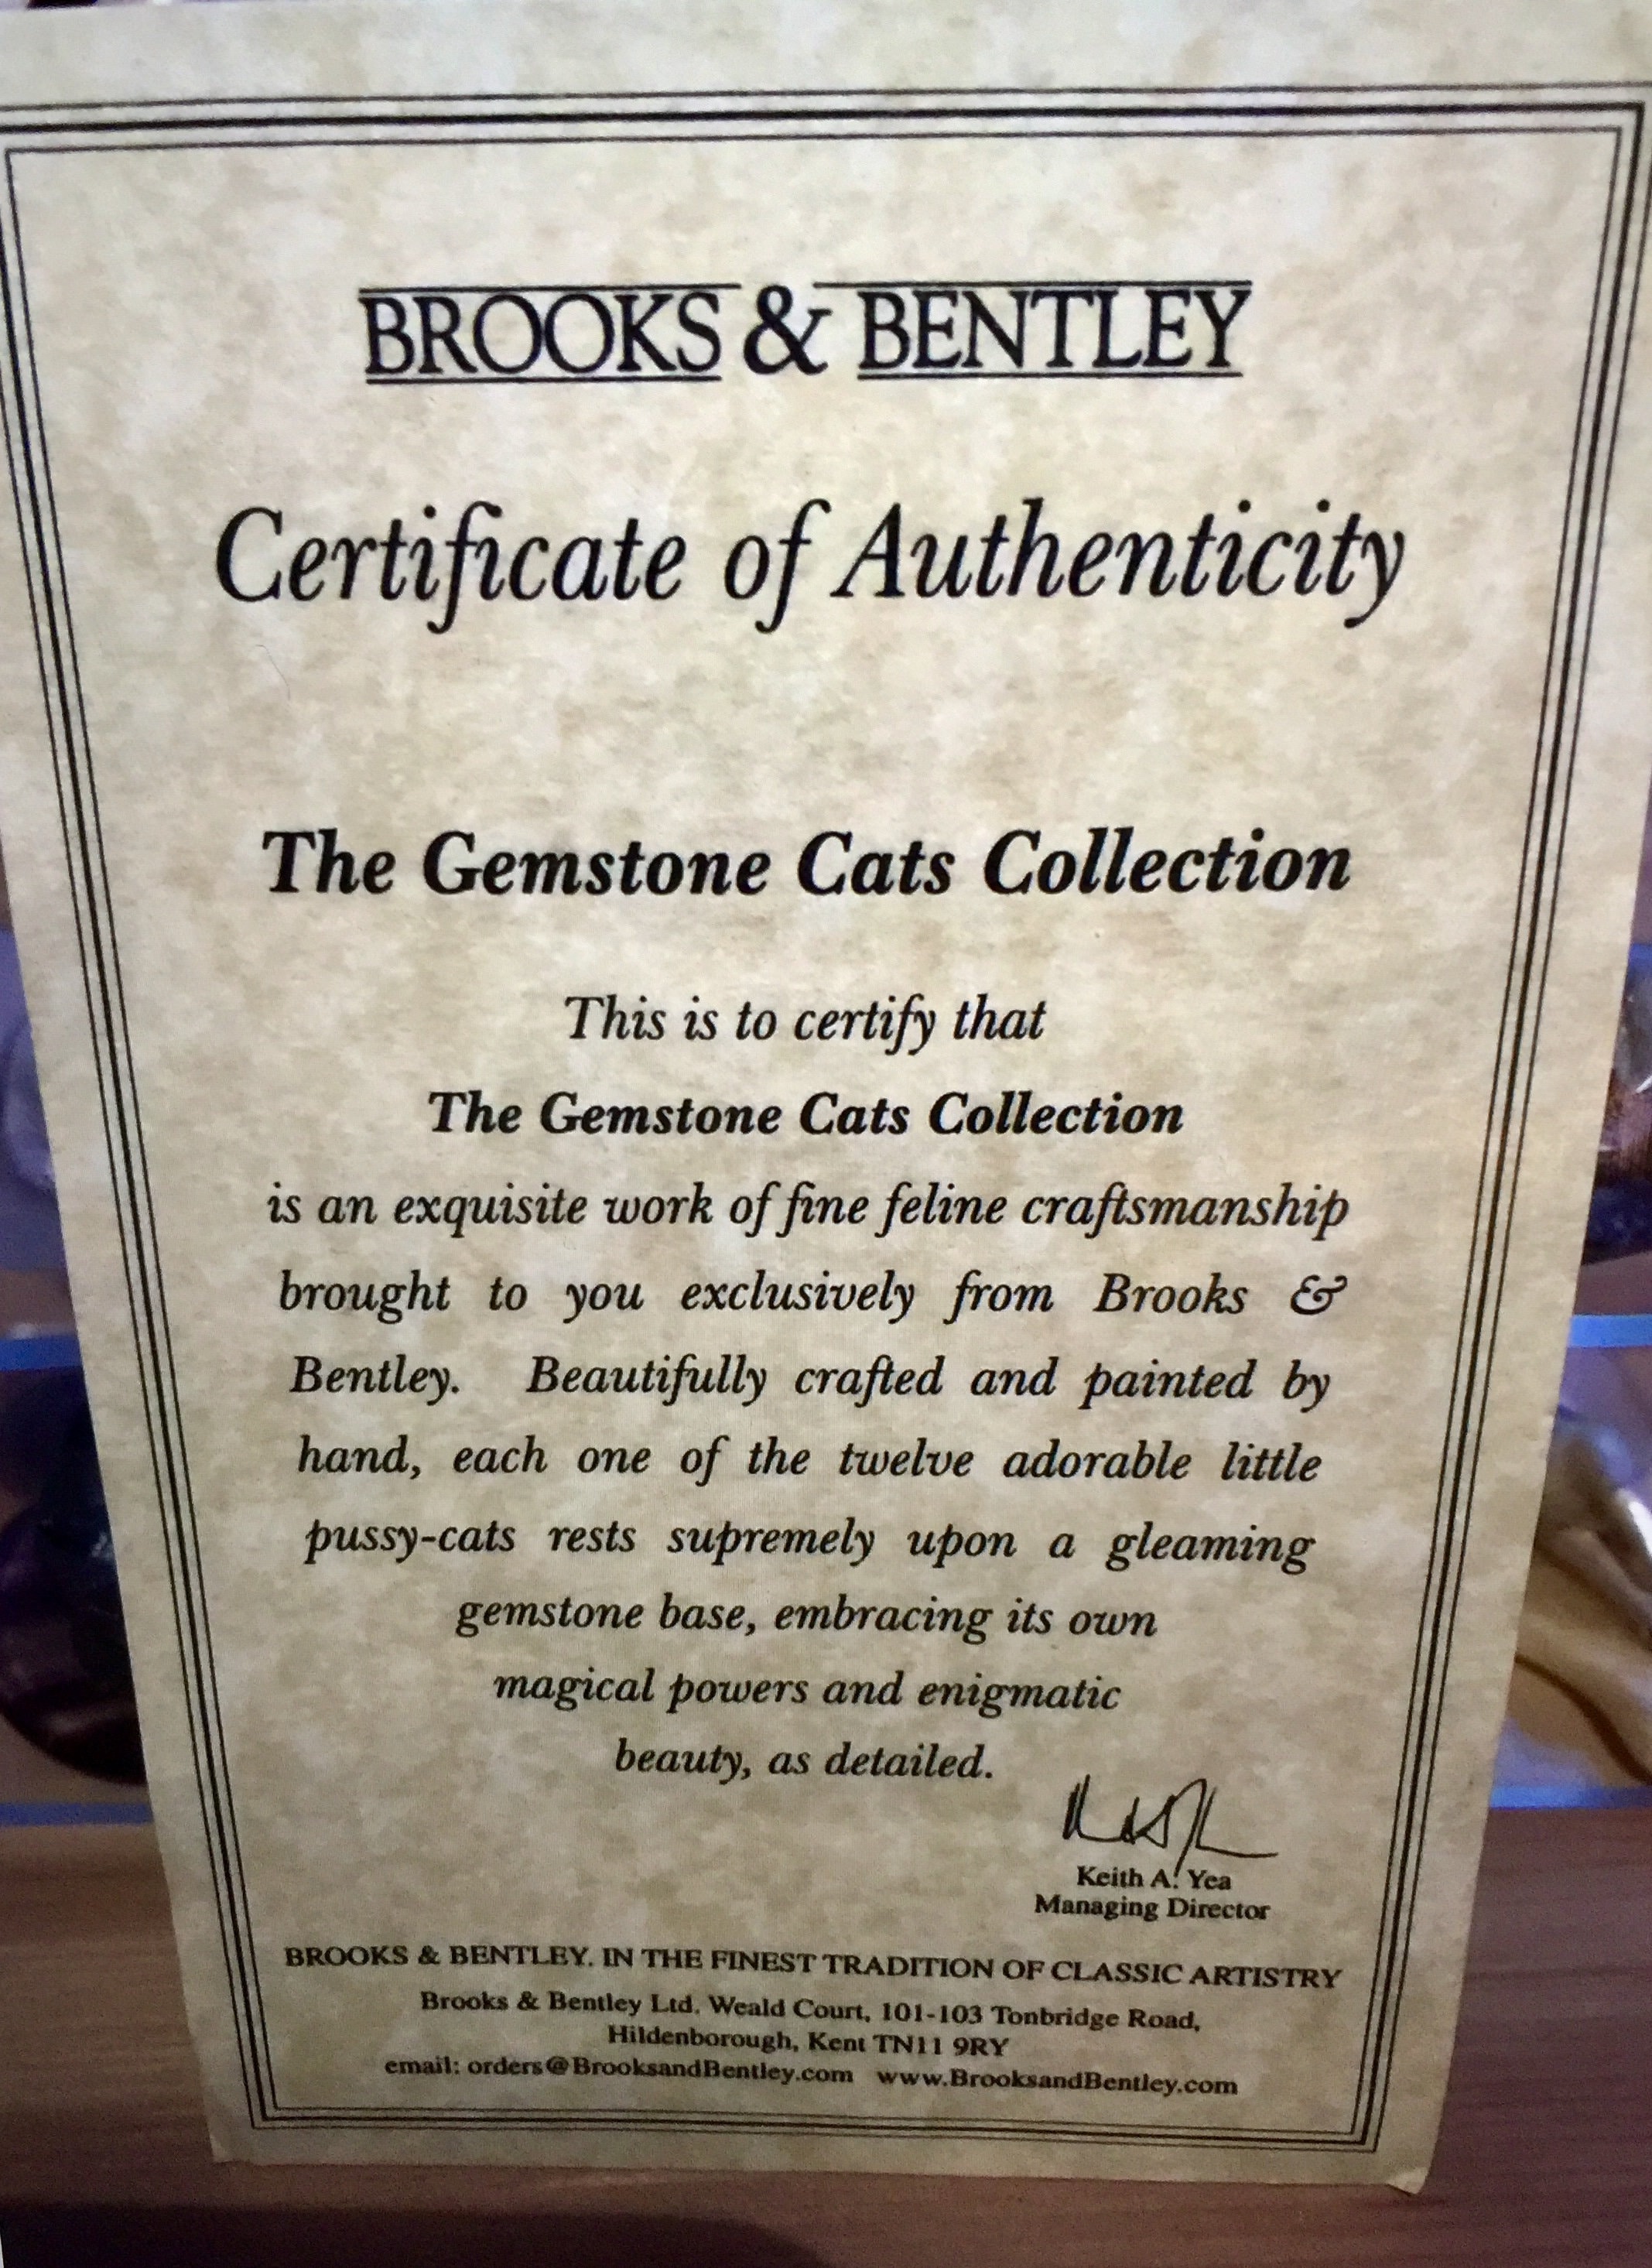 BROOKS & BENTLEY
Certificate of Authenticity
The Gemstone Cats Collection
This is to certify that
The Gemstone Cats Collection
is an exquisite work of fine feline craftsmanship
brought to you exclusively from Brooks &
Bentley. Beautifully crafted and painted by
hand, each one of the twelve adorable little
pussy-cats rests supremely upon a gleaming
gemstone base, embracing its own
magical powers and enigmatic
beauty, as detailed.
Keith A. Yea
Managing Director
BROOKS & BENTLEY. IN THE FINEST TRADITION OF CLASSIC ARTISTRY
Brooks & Bentley Ltd, Weald Court, 101-103 Tonbridge Road,
Hildenborough, Kent TN11 9RY
email: orders@BrooksandBentley.com www.BrooksandBentley.com